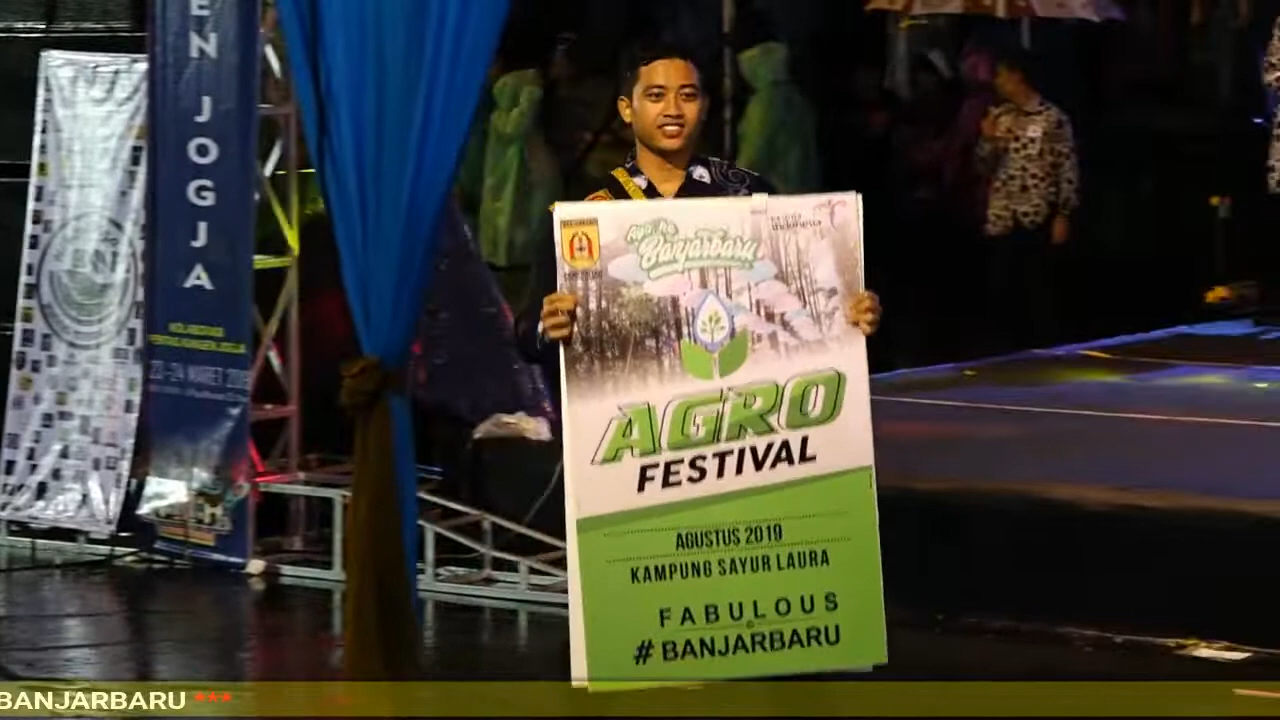 EN
JOGJA
Ayo, ke
Banjarbaru
AGRO
FESTIVAL
AGUSTUS 2019
KAMPUNG SAYUR LAURA
FABULOUS
#BANJARBARU
BANJARBARU ***